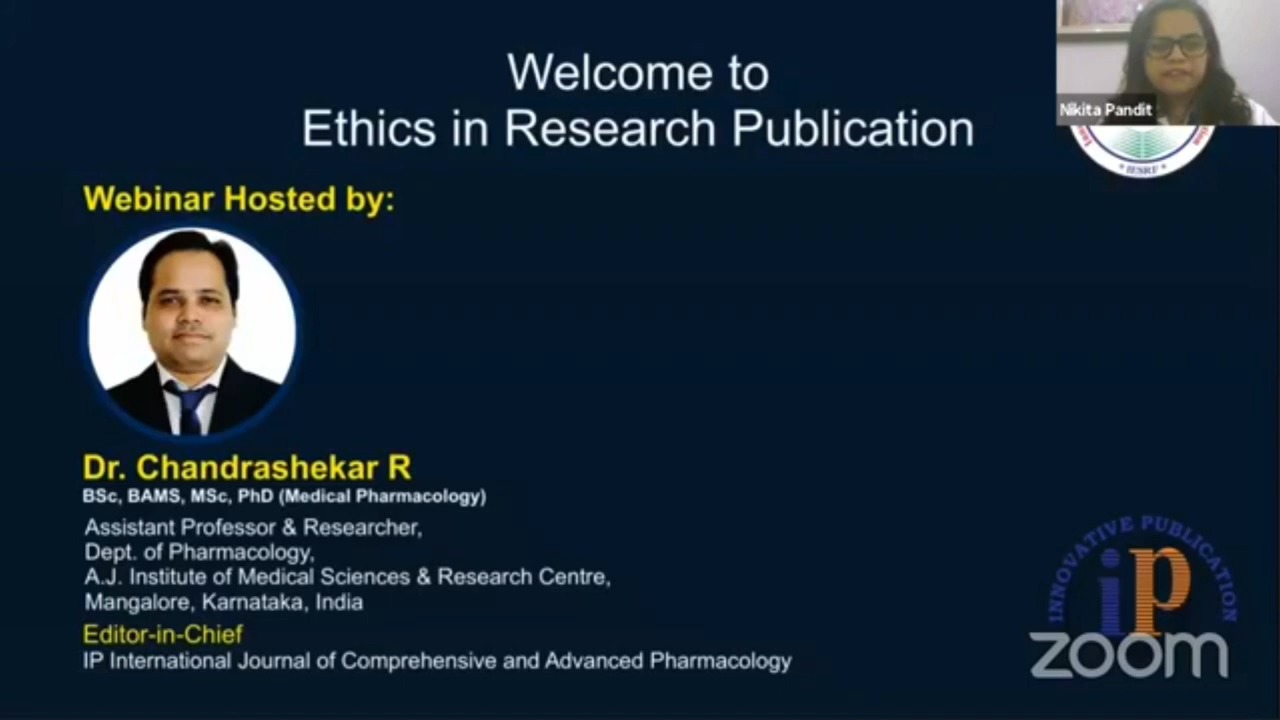 Welcome to
Ethics in Research Publication
Nikita Pandit
IESRF
Webinar Hosted by:
Dr. Chandrashekar R
BSc, BAMS, MSc, PhD (Medical Pharmacology)
Assistant Professor & Researcher,
Dept. of Pharmacology,
A.J. Institute of Medical Sciences & Research Centre,
Mangalore, Karnataka, India
Editor-in-Chief
IP International Journal of Comprehensive and Advanced Pharmacology
INNOVATIVE PUBLICATION
ip
zoom